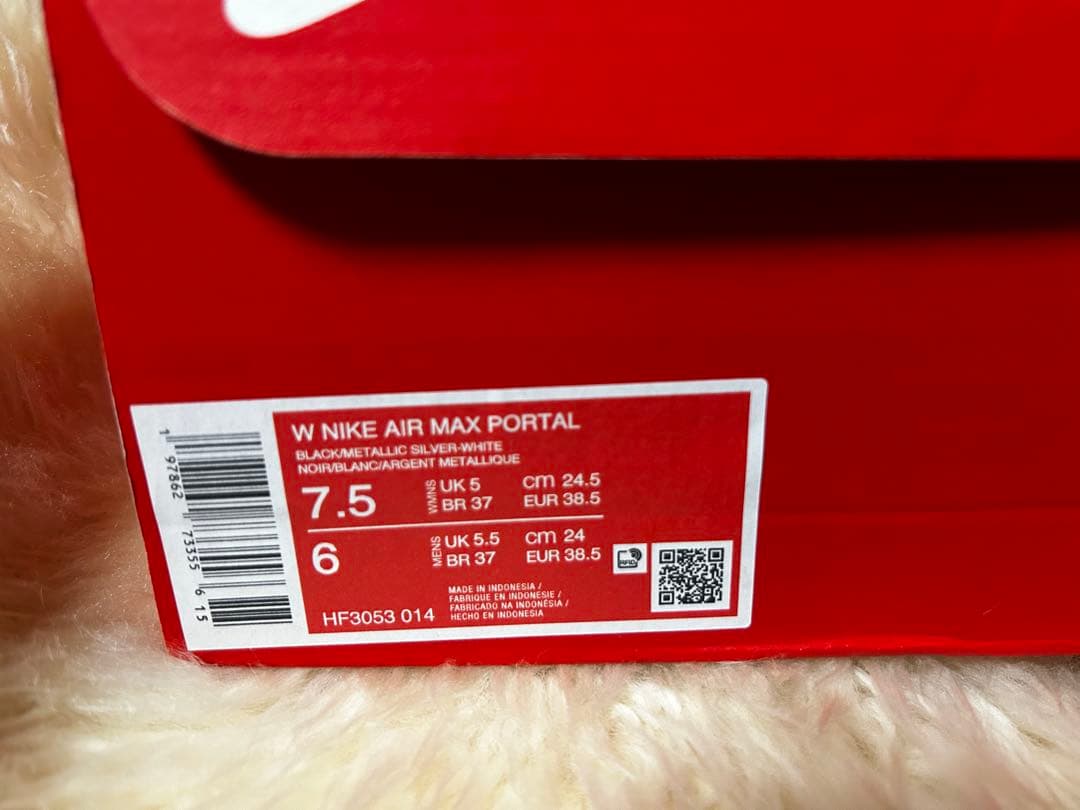 W NIKE AIR MAX PORTAL
BLACK/METALLIC SILVER-WHITE
NOIR/BLANC/ARGENT METALLIQUE
7.5 WMNS UK 5 cm 24.5
BR 37 EUR 38.5
6 MENS UK 5.5 cm 24
BR 37 EUR 38.5
RFID
HF3053 014
MADE IN INDONESIA /
FABRIQUE EN INDONESIE /
FABRICADO NA INDONÉSIA /
HECHO EN INDONESIA
1 97862 73355 6 15